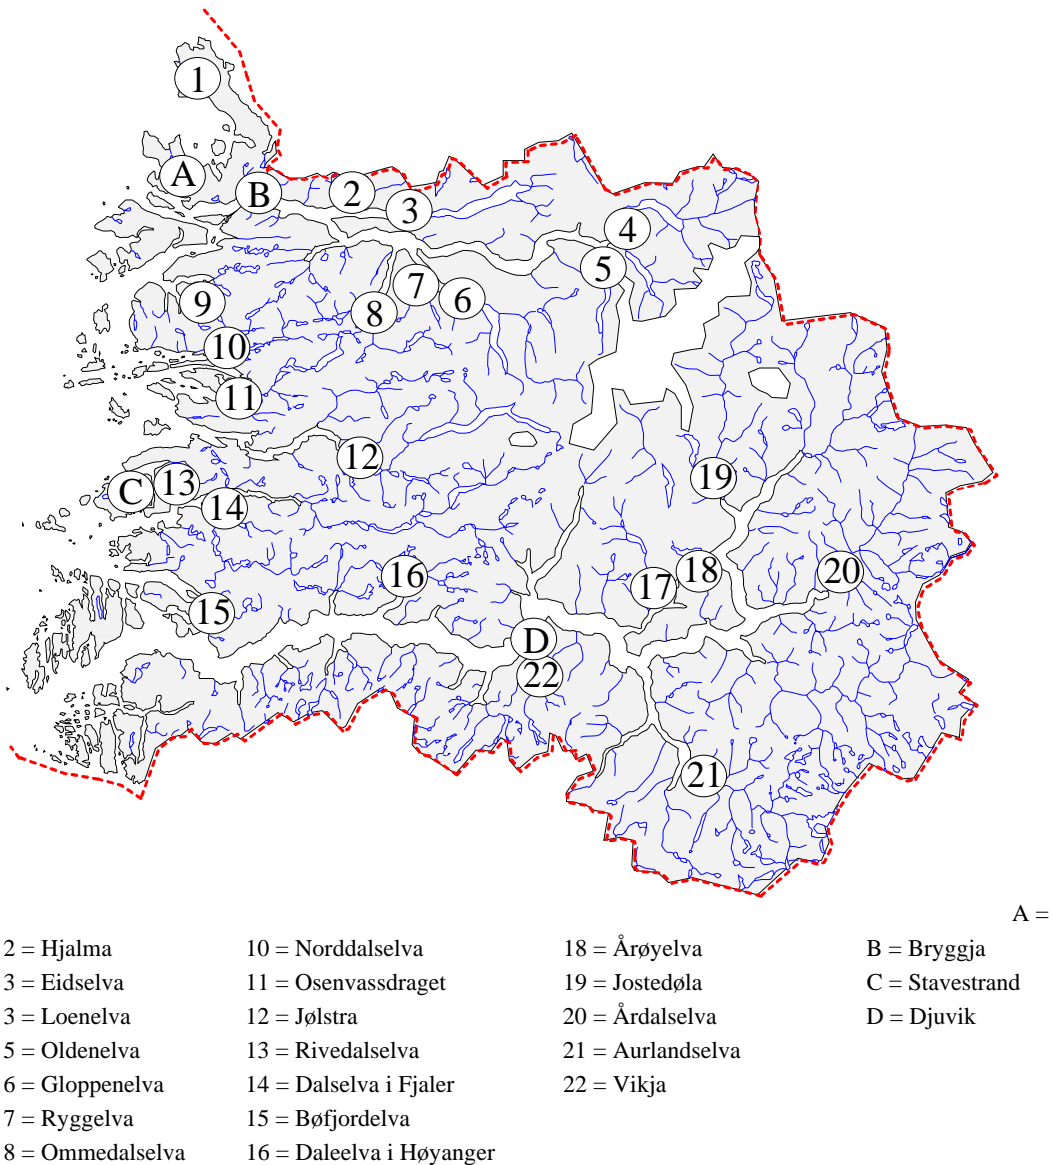 1
A
B
2
3
4
5
6
7
8
9
10
11
12
19
C
13
14
16
18
17
20
15
D
22
21
A =
2 = Hjalma
3 = Eidselva
3 = Loenelva
5 = Oldenelva
6 = Gloppenelva
7 = Ryggelva
8 = Ommedalselva
10 = Norddalselva
11 = Osenvassdraget
12 = Jølstra
13 = Rivedalselva
14 = Dalselva i Fjaler
15 = Bøfjordelva
16 = Daleelva i Høyanger
18 = Årøyelva
19 = Jostedøla
20 = Årdalselva
21 = Aurlandselva
22 = Vikja
B = Bryggja
C = Stavestrand
D = Djuvik